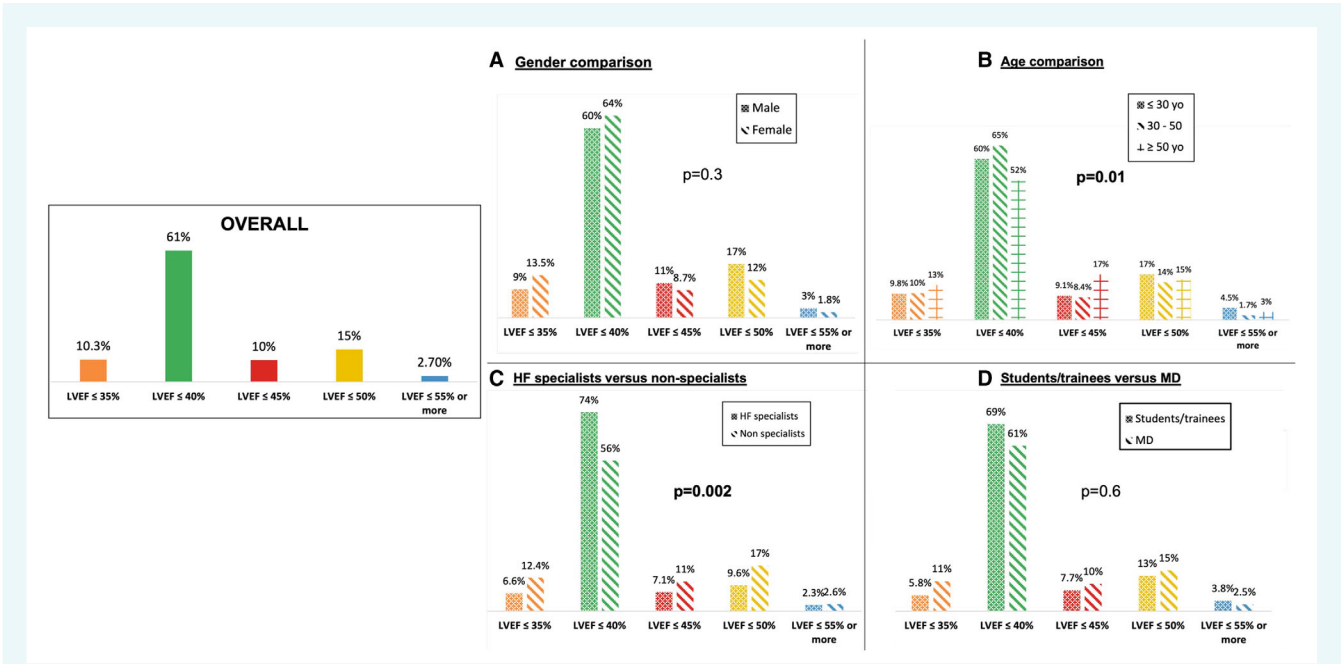 OVERALL
61%
10.3%
10%
15%
2.70%
LVEF ≤ 35%
LVEF ≤ 40%
LVEF ≤ 45%
LVEF ≤ 50%
LVEF ≤ 55% or
more
A Gender comparison
Male
Female
p=0.3
9%
13.5%
60%
64%
11%
8.7%
17%
12%
3%
1.8%
LVEF ≤ 35%
LVEF ≤ 40%
LVEF ≤ 45%
LVEF ≤ 50%
LVEF ≤ 55% or
more
B Age comparison
≤ 30 yo
30 - 50
≥ 50 yo
p=0.01
9.8%
10%
13%
60%
65%
52%
9.1%
8.4%
17%
17%
14%
15%
4.5%
1.7%
3%
LVEF ≤ 35%
LVEF ≤ 40%
LVEF ≤ 45%
LVEF ≤ 50%
LVEF ≤ 55% or
more
C HF specialists versus non-specialists
HF specialists
Non specialists
p=0.002
6.6%
12.4%
74%
56%
7.1%
11%
9.6%
17%
2.3%
2.6%
LVEF ≤ 35%
LVEF ≤ 40%
LVEF ≤ 45%
LVEF ≤ 50%
LVEF ≤ 55% or
more
D Students/trainees versus MD
Students/trainees
MD
p=0.6
5.8%
11%
69%
61%
7.7%
10%
13%
15%
3.8%
2.5%
LVEF ≤ 35%
LVEF ≤ 40%
LVEF ≤ 45%
LVEF ≤ 50%
LVEF ≤ 55% or
more